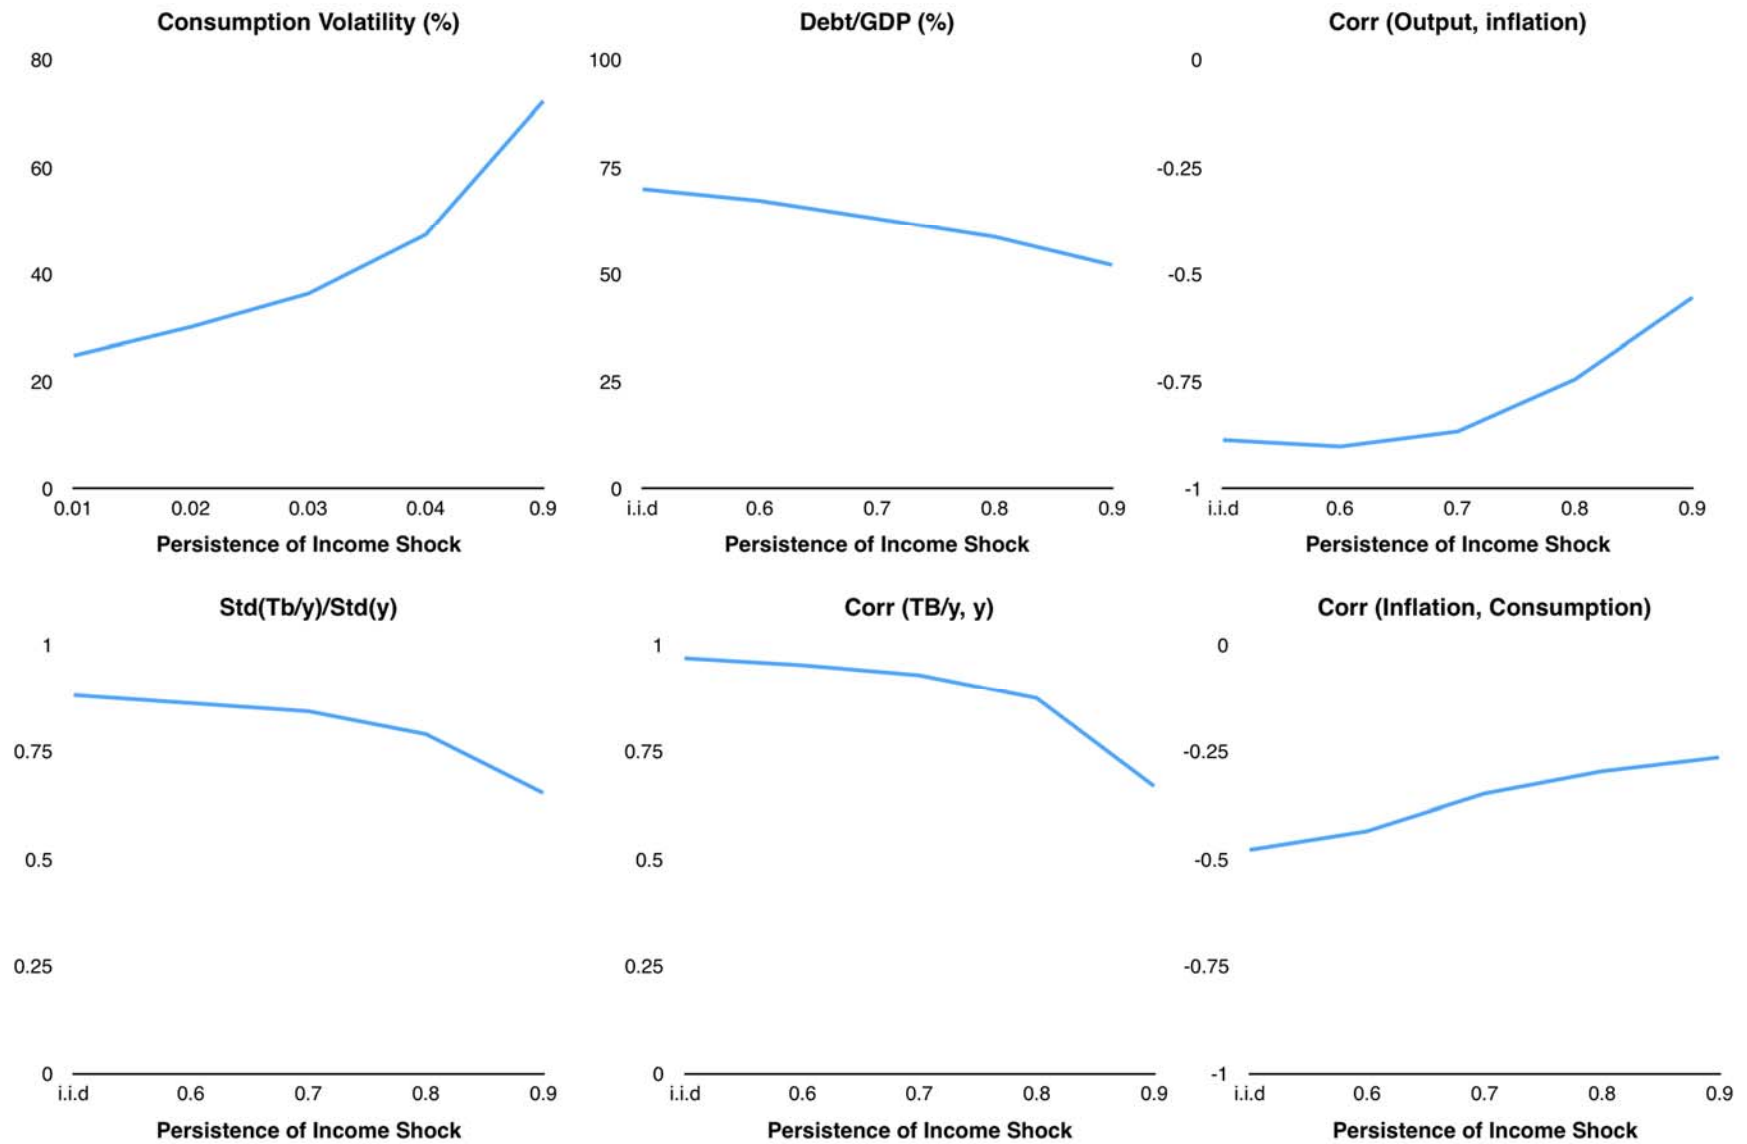 Consumption Volatility (%)
80
60
40
20
0
0.01 0.02 0.03 0.04 0.9
Persistence of Income Shock
Debt/GDP (%)
100
75
50
25
0
i.i.d 0.6 0.7 0.8 0.9
Persistence of Income Shock
Corr (Output, inflation)
0
-0.25
-0.5
-0.75
-1
i.i.d 0.6 0.7 0.8 0.9
Persistence of Income Shock
Std(Tb/y)/Std(y)
1
0.75
0.5
0.25
0
i.i.d 0.6 0.7 0.8 0.9
Persistence of Income Shock
Corr (TB/y, y)
1
0.75
0.5
0.25
0
i.i.d 0.6 0.7 0.8 0.9
Persistence of Income Shock
Corr (Inflation, Consumption)
0
-0.25
-0.5
-0.75
-1
i.i.d 0.6 0.7 0.8 0.9
Persistence of Income Shock